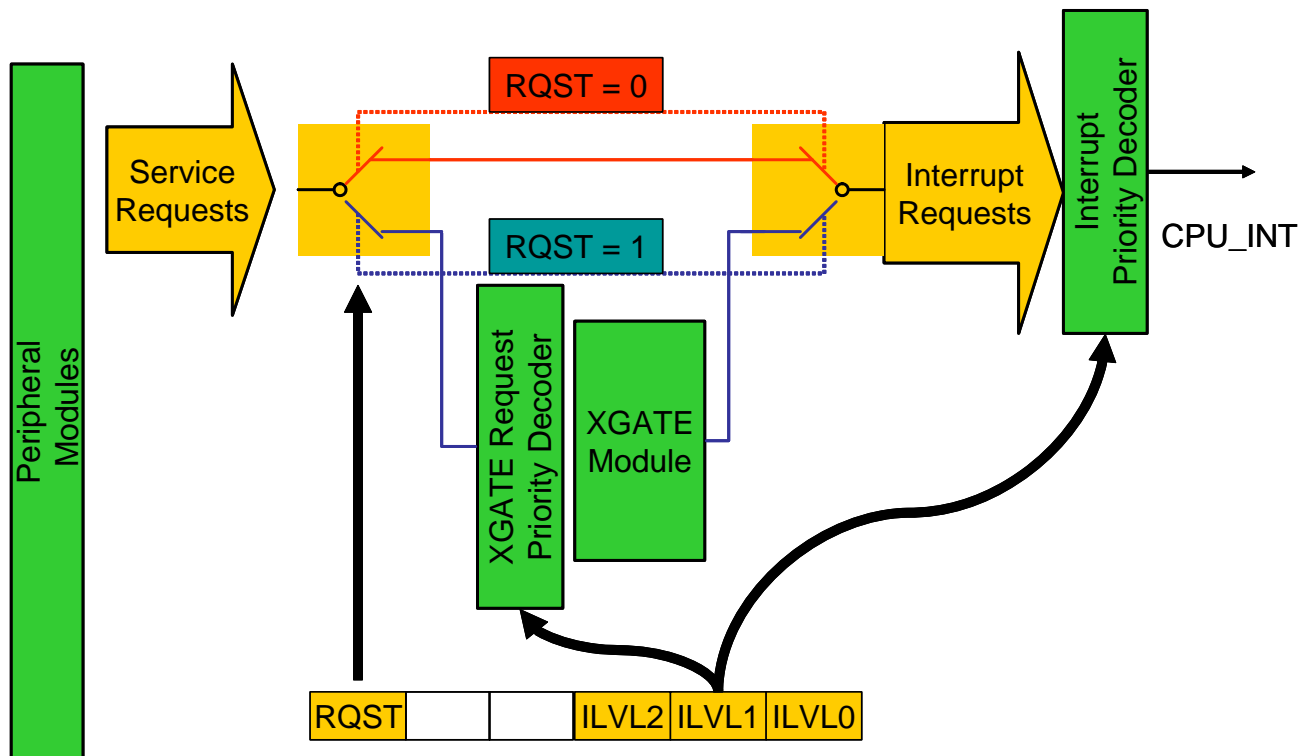 Peripheral
Modules
Service
Requests
RQST = 0
RQST = 1
XGATE Request
Priority Decoder
XGATE
Module
Interrupt
Requests
Interrupt
Priority Decoder
CPU_INT
RQST
ILVL2
ILVL1
ILVL0